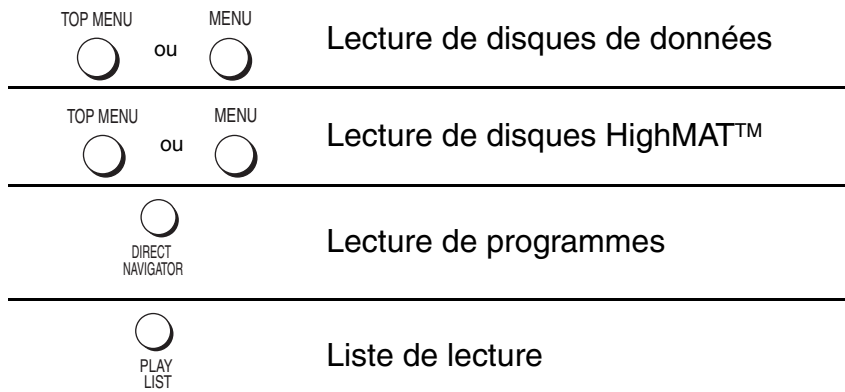 TOP MENU ou MENU Lecture de disques de données
TOP MENU ou MENU Lecture de disques HighMAT™
DIRECT
NAVIGATOR
Lecture de programmes
PLAY
LIST
Liste de lecture